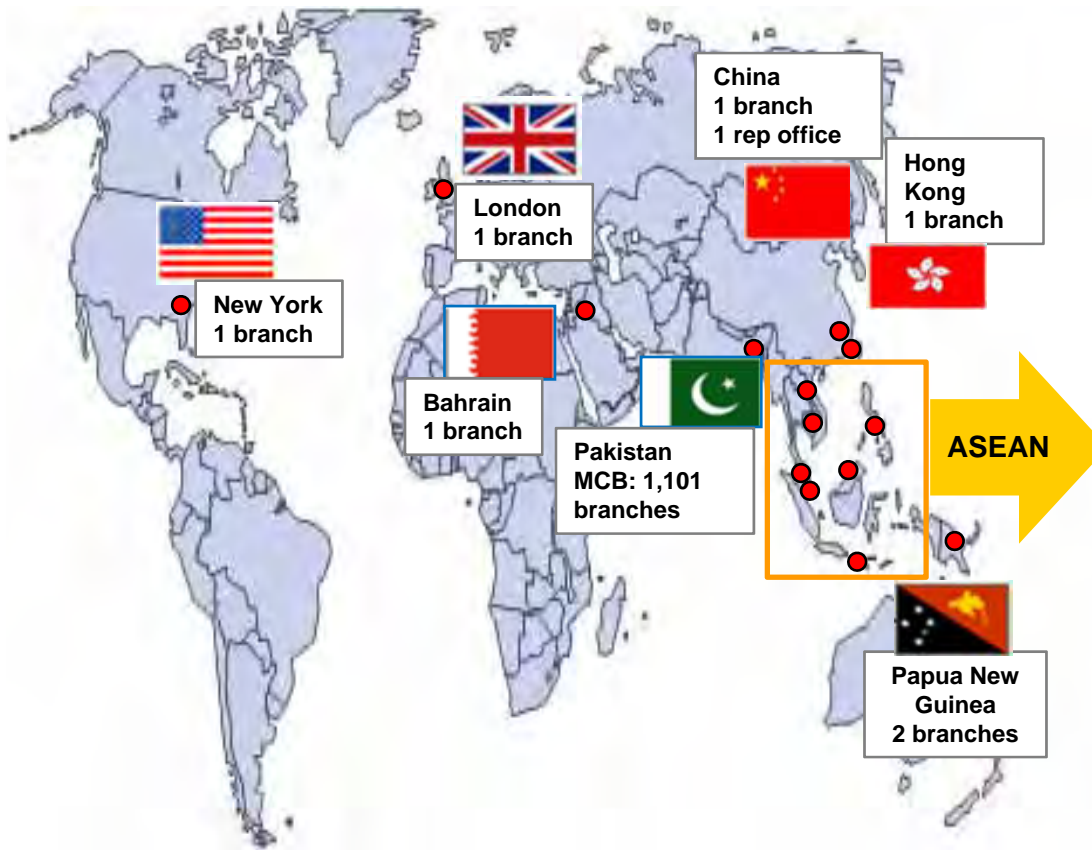 China
1 branch
1 rep office
Hong
Kong
1 branch
London
1 branch
New York
1 branch
Bahrain
1 branch
Pakistan
MCB: 1,101
branches
ASEAN
Papua New
Guinea
2 branches